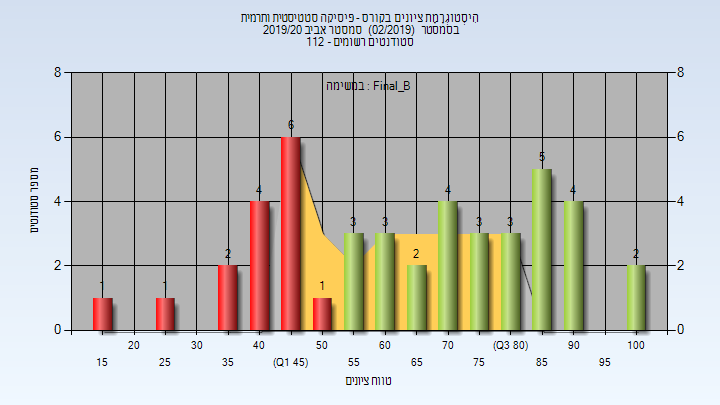 היסטוגרמת ציונים בקורס - פיסיקה סטטיסטית ותרמית
בסמסטר (02/2019) סמסטר אביב 2019/20
סטודנטים רשומים - 112
במשימה : Final_B
מספר סטודנטים
8 8
6 6
4 4
2 2
0 0
1 1 2 4 6 1 3 3 2 4 3 3 5 4 2
20 30 40 50 60 70 (Q3 80) 90 100
15 25 35 (Q1 45) 55 65 75 85 95
טווח ציונים